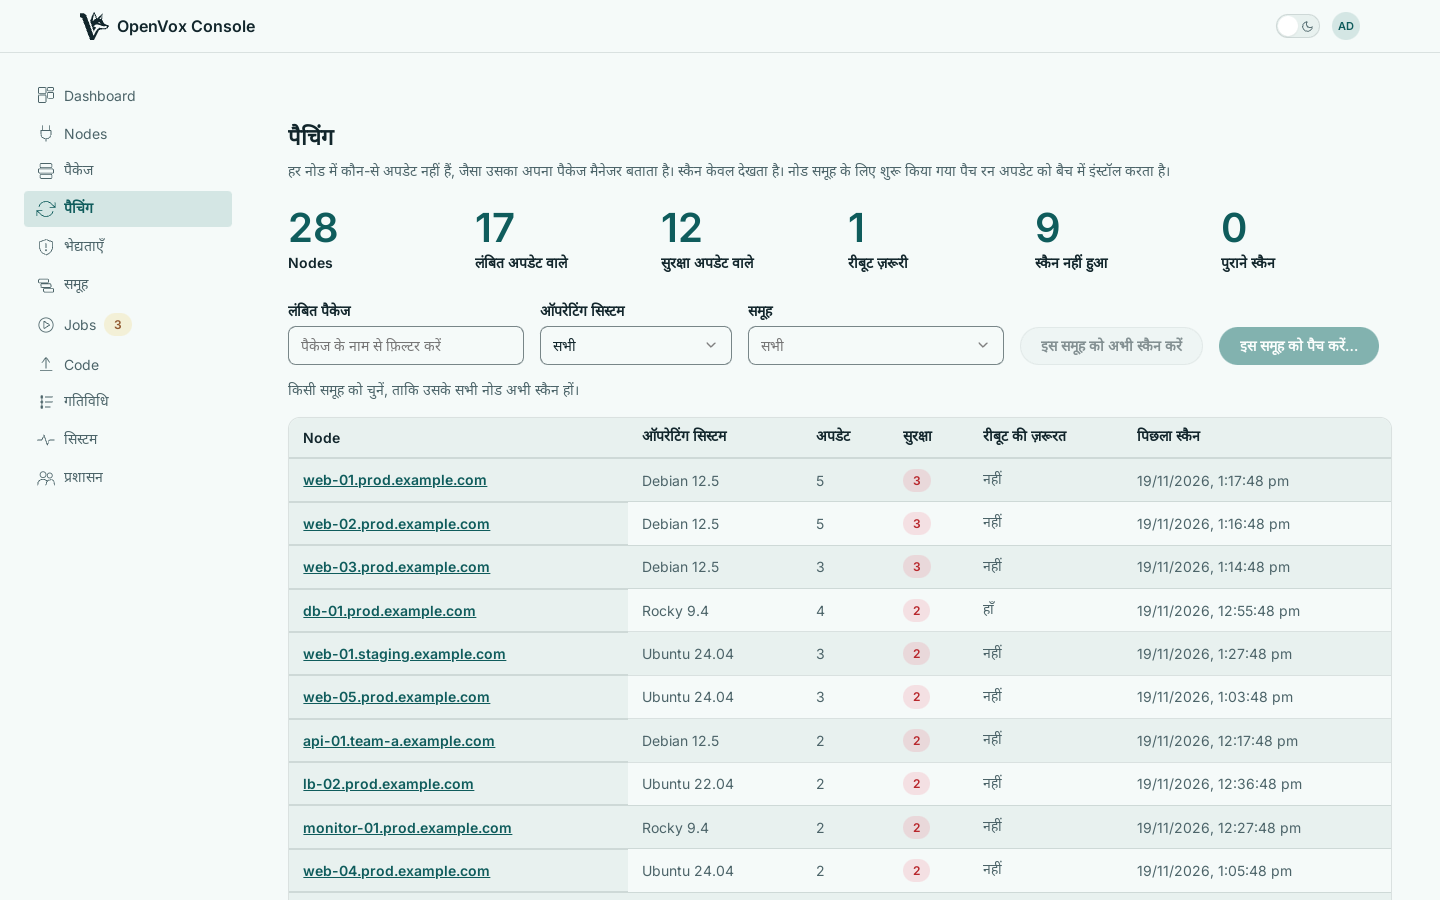 OpenVox Console
AD
Dashboard
Nodes
पैकेज
पैचिंग
भेद्यताएँ
समूह
Jobs 3
Code
गतिविधि
सिस्टम
प्रशासन
पैचिंग
हर नोड में कौन-से अपडेट नहीं हैं, जैसा उसका अपना पैकेज मैनेजर बताता है। स्कैन केवल देखता है। नोड समूह के लिए शुरू किया गया पैच रन अपडेट को बैच में इंस्टॉल करता है।
28 17 12 1 9 0
Nodes लंबित अपडेट वाले सुरक्षा अपडेट वाले रीबूट ज़रूरी स्कैन नहीं हुआ पुराने स्कैन
लंबित पैकेज ऑपरेटिंग सिस्टम समूह
पैकेज के नाम से फ़िल्टर करें सभी सभी इस समूह को अभी स्कैन करें इस समूह को पैच करें…
किसी समूह को चुनें, ताकि उसके सभी नोड अभी स्कैन हों।
Node ऑपरेटिंग सिस्टम अपडेट सुरक्षा रीबूट की ज़रूरत पिछला स्कैन
web-01.prod.example.com Debian 12.5 5 3 नहीं 19/11/2026, 1:17:48 pm
web-02.prod.example.com Debian 12.5 5 3 नहीं 19/11/2026, 1:16:48 pm
web-03.prod.example.com Debian 12.5 3 3 नहीं 19/11/2026, 1:14:48 pm
db-01.prod.example.com Rocky 9.4 4 2 हाँ 19/11/2026, 12:55:48 pm
web-01.staging.example.com Ubuntu 24.04 3 2 नहीं 19/11/2026, 1:27:48 pm
web-05.prod.example.com Ubuntu 24.04 3 2 नहीं 19/11/2026, 1:03:48 pm
api-01.team-a.example.com Debian 12.5 2 2 नहीं 19/11/2026, 12:17:48 pm
lb-02.prod.example.com Ubuntu 22.04 2 2 नहीं 19/11/2026, 12:36:48 pm
monitor-01.prod.example.com Rocky 9.4 2 2 नहीं 19/11/2026, 12:27:48 pm
web-04.prod.example.com Ubuntu 24.04 2 2 नहीं 19/11/2026, 1:05:48 pm